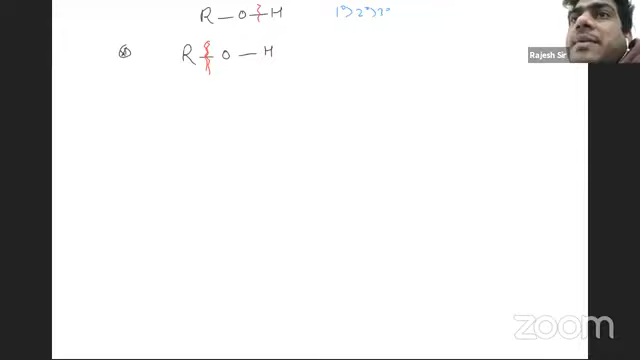 R — O — H 1°>2°>3°
⊛ R — O — H
Rajesh Sir
zoom